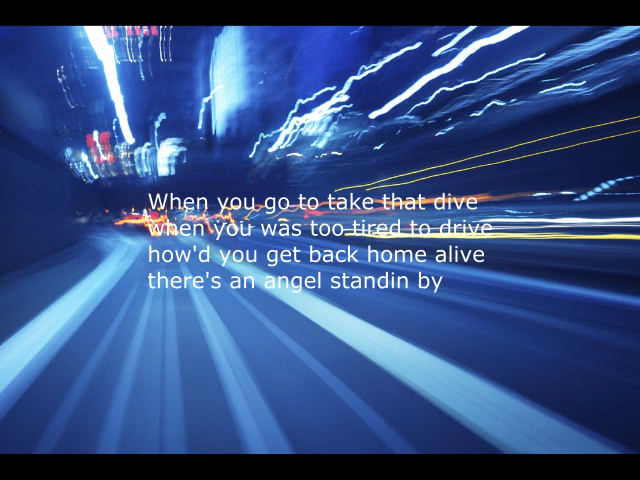 When you go to take that dive
when you was too tired to drive
how'd you get back home alive
there's an angel standin by